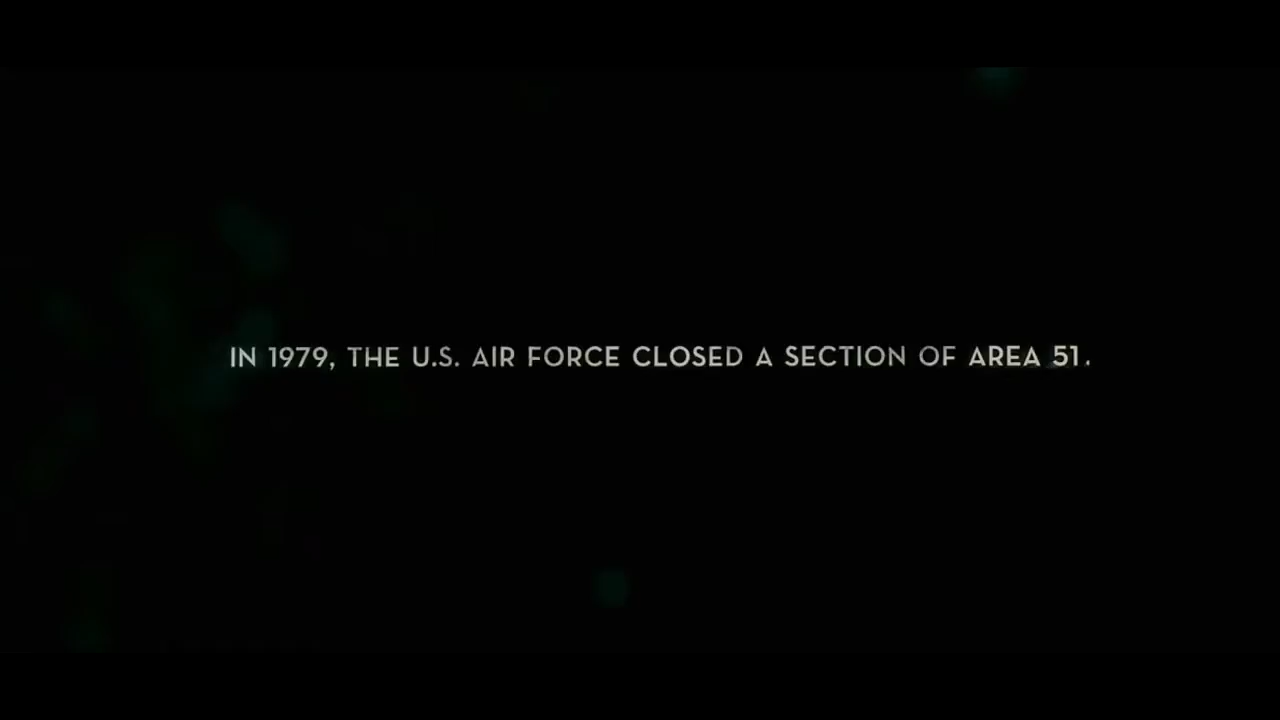 IN 1979, THE U.S. AIR FORCE CLOSED A SECTION OF AREA 51.